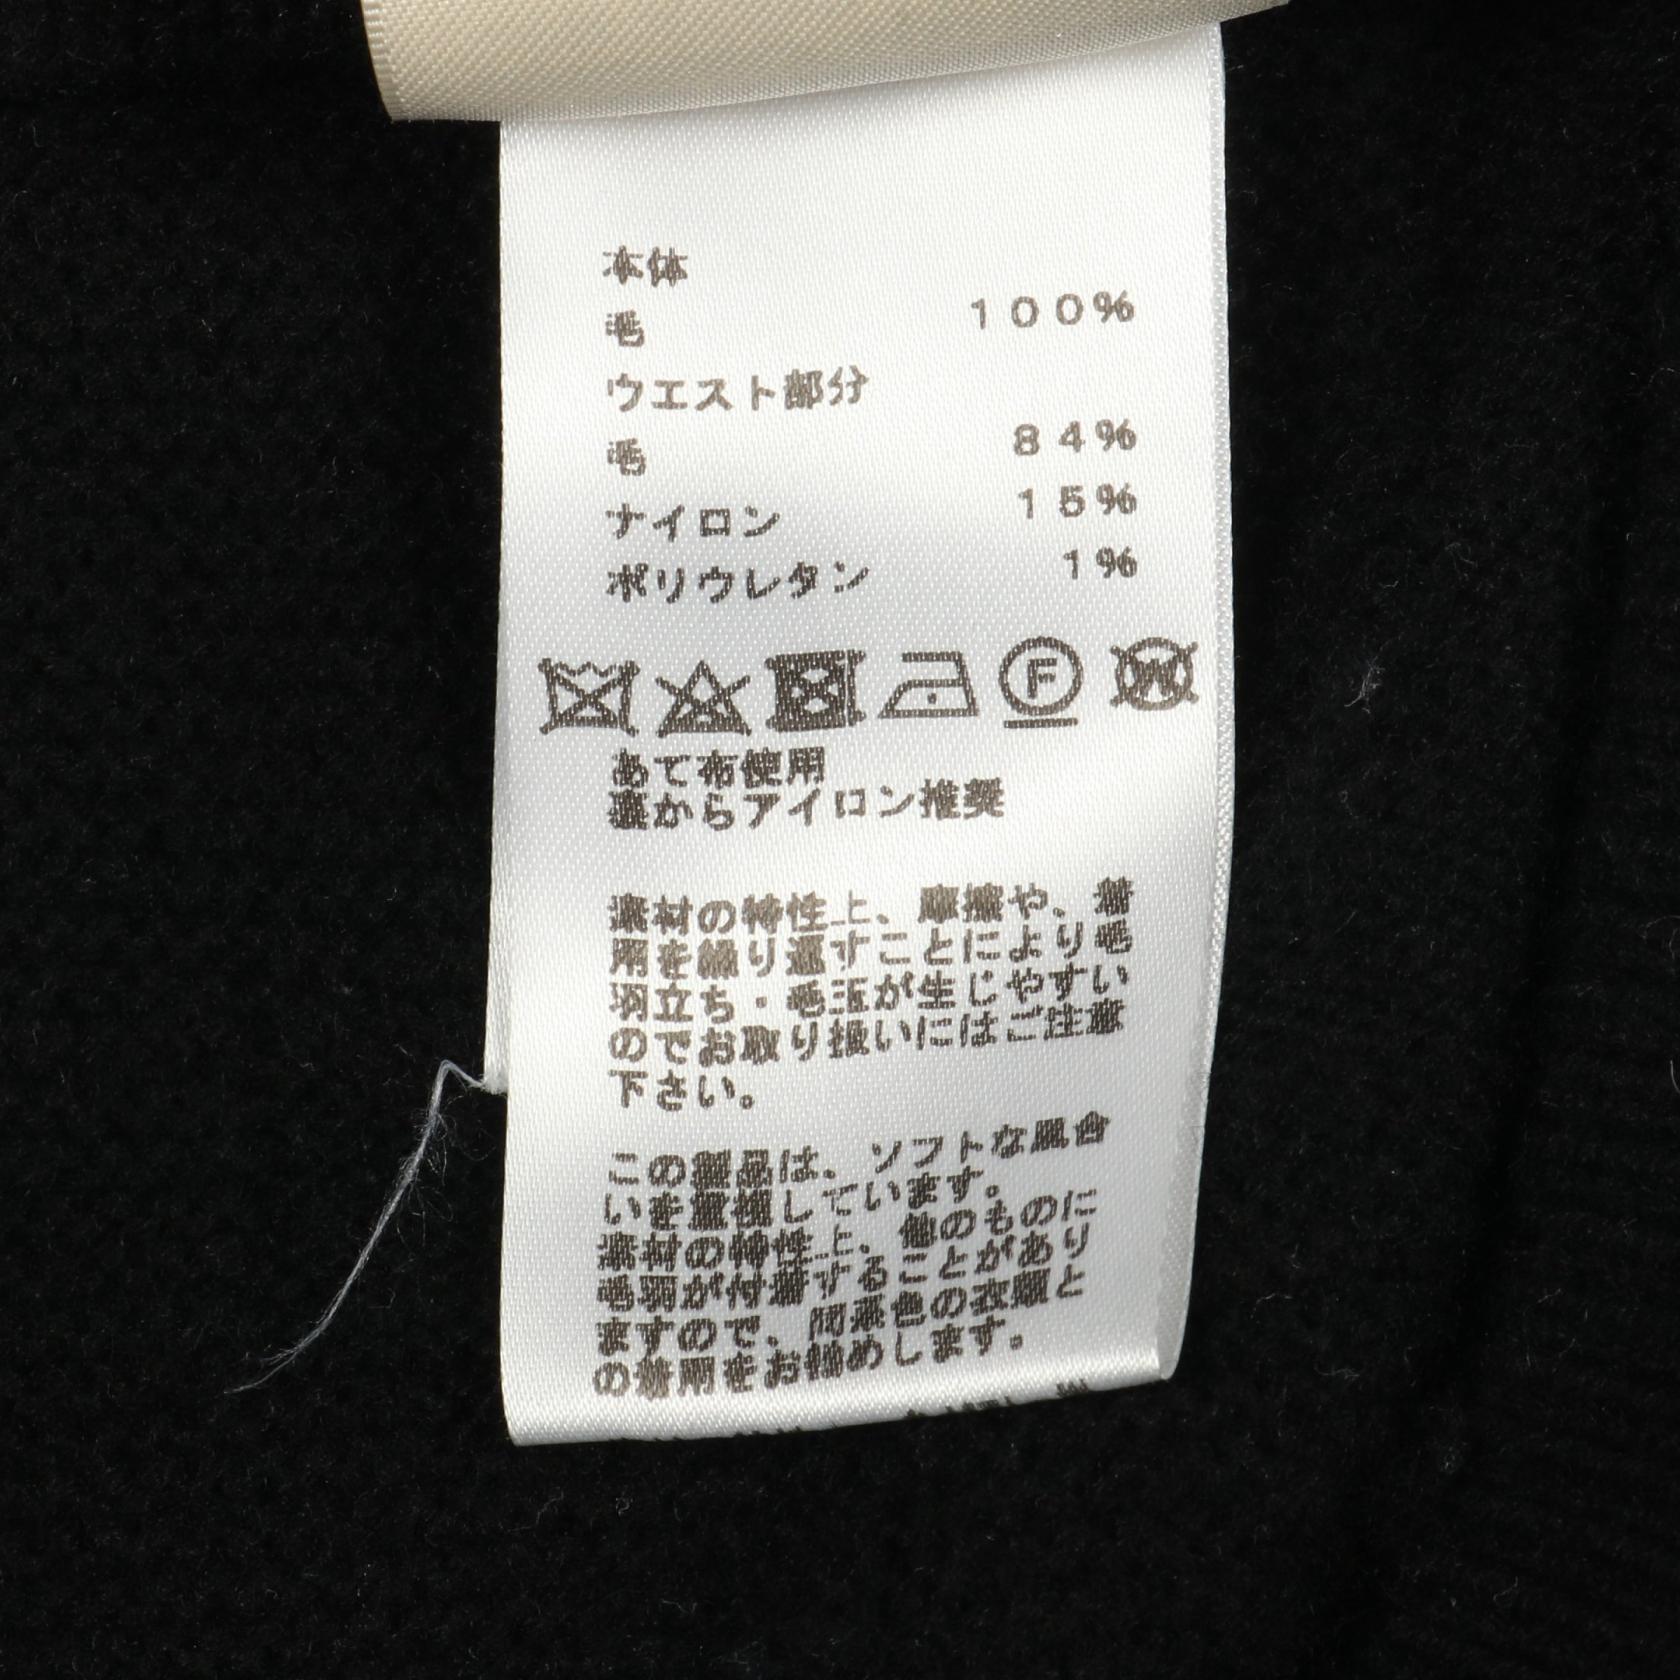 本体
毛 100%
ウエスト部分
毛 84%
ナイロン 15%
ポリウレタン 1%
F W
あて布使用
裏からアイロン推奨
素材の特性上、摩擦や、着
用を繰り返すことにより毛
羽立ち・毛玉が生じやすい
のでお取り扱いにはご注意
下さい。
この製品は、ソフトな風合
いを重視しています。
素材の特性上、他のものに
毛羽が付着することがあり
ますので、同系色の衣類と
の着用をお勧めします。